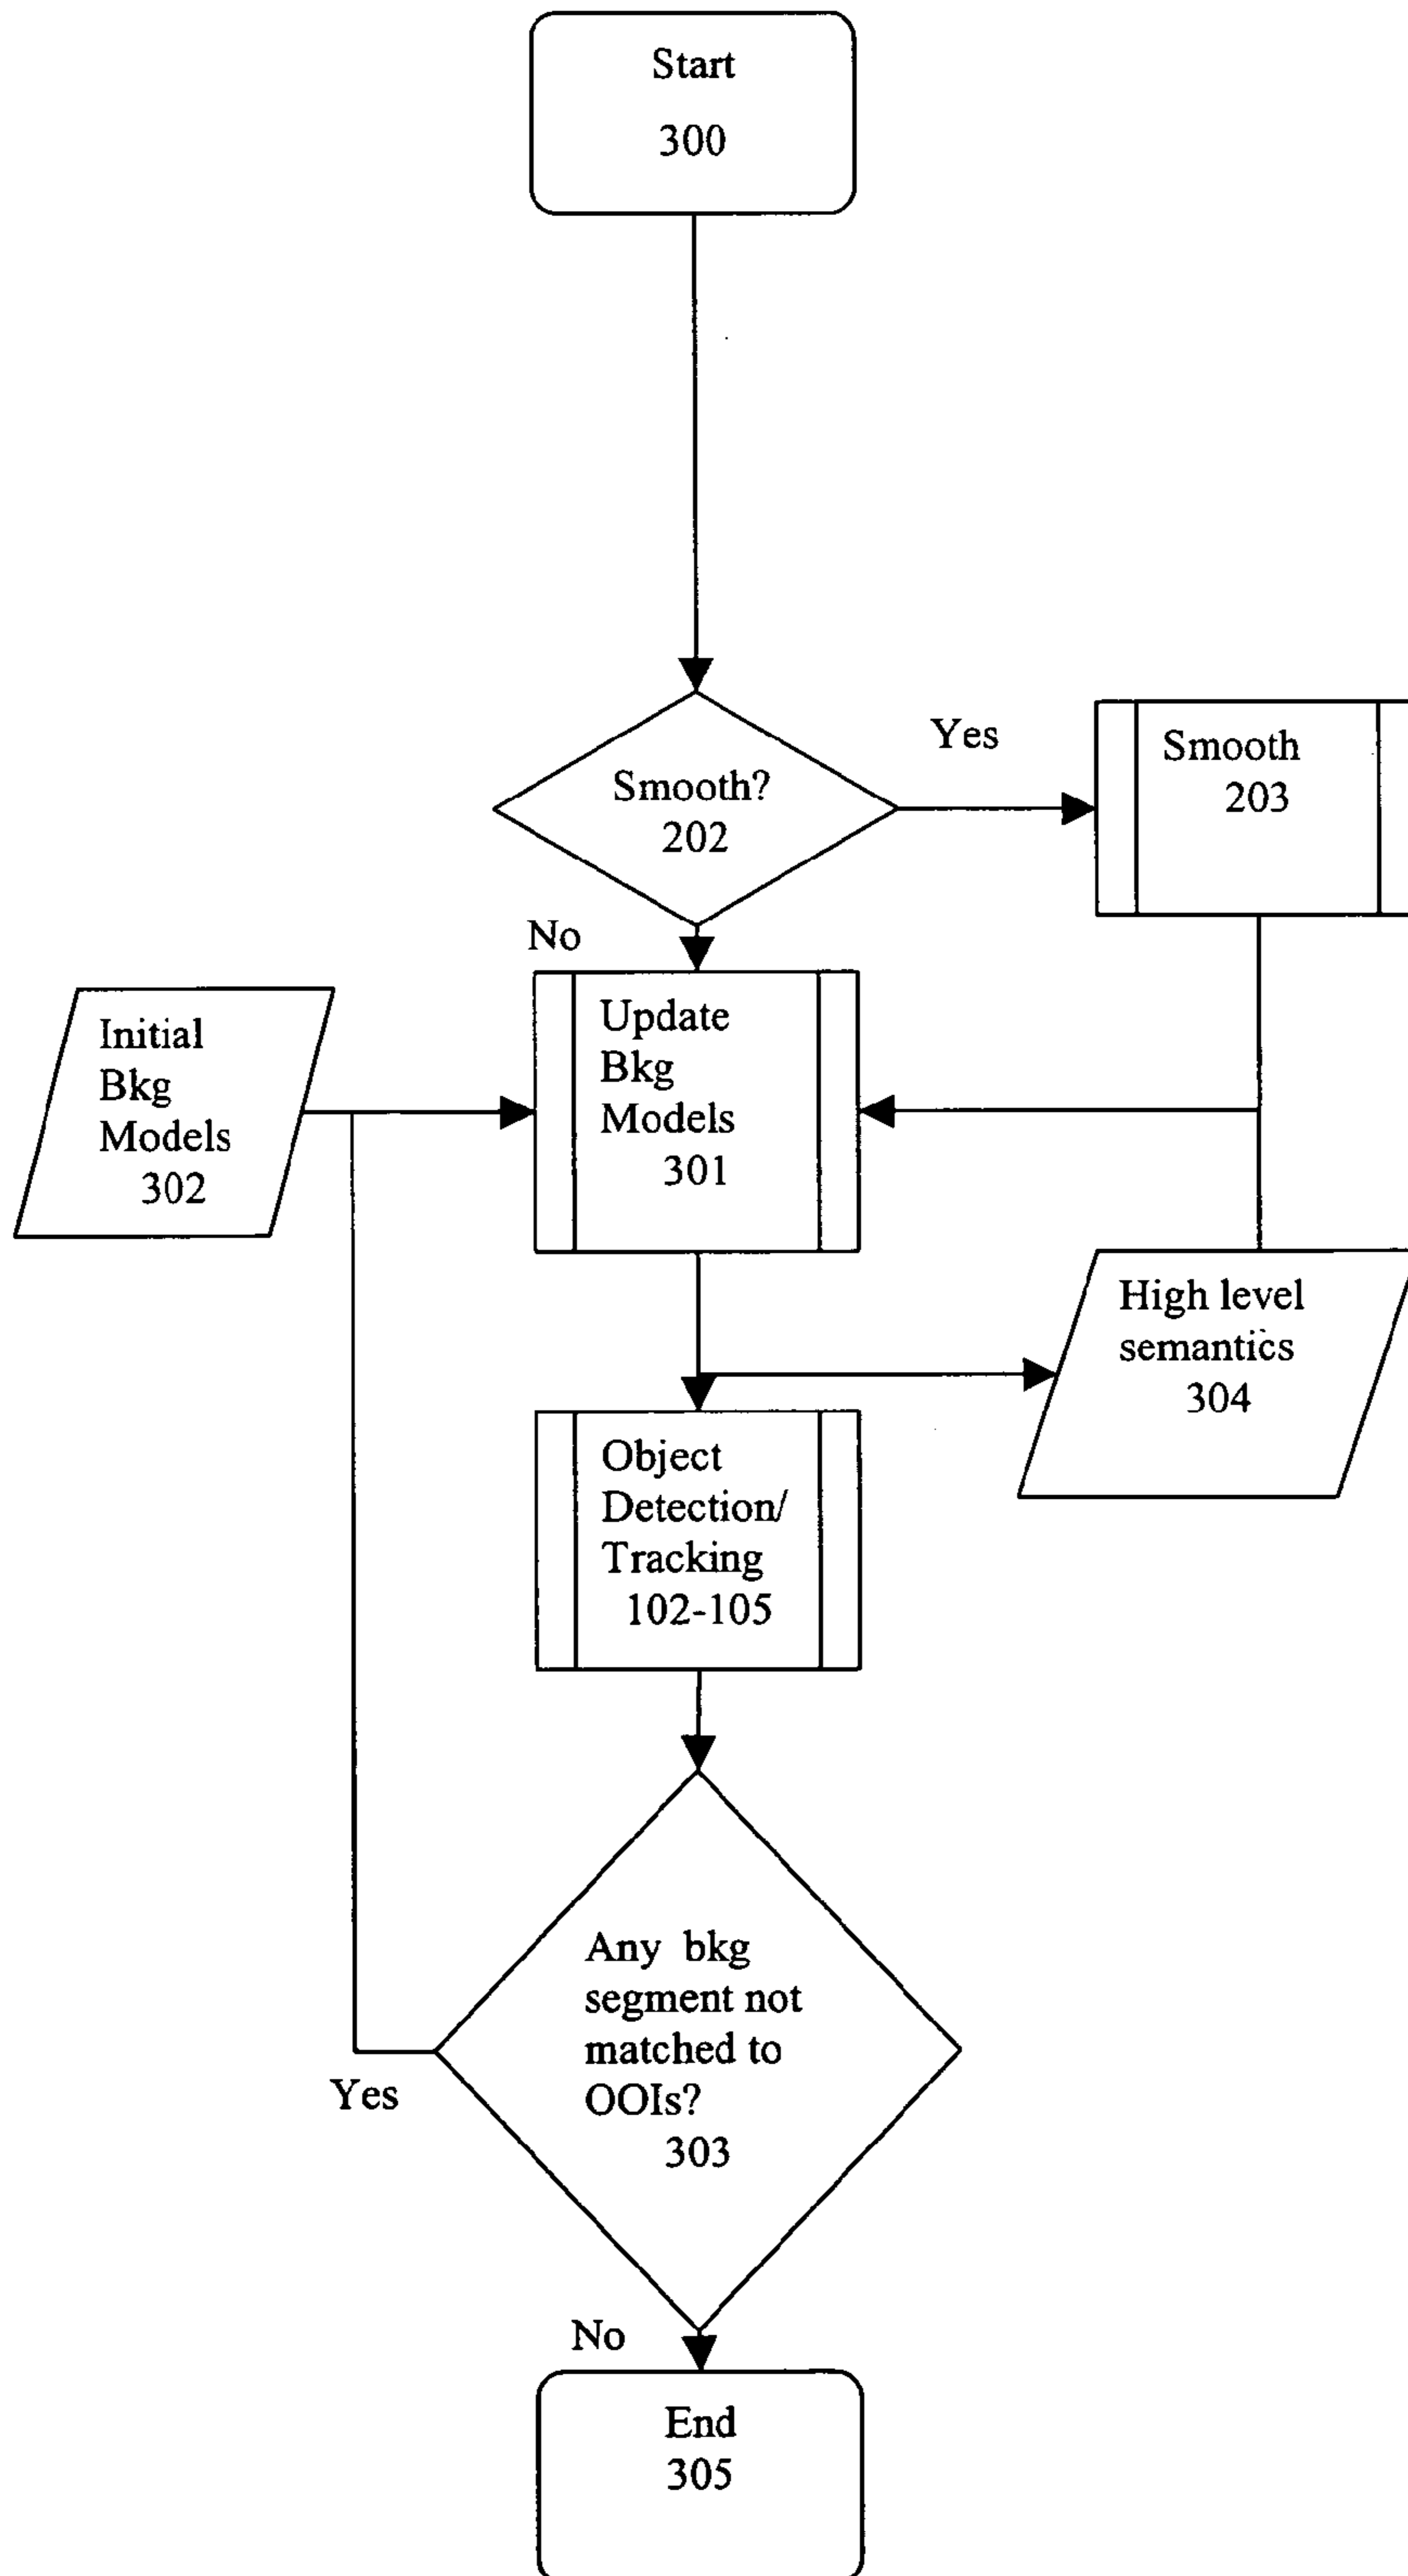 Start
300
Yes
Smooth
203
Smooth?
202
No
Initial
Bkg
Models
302
Update
Bkg
Models
301
High level
semantics
304
Object
Detection/
Tracking
102-105
Any bkg
segment not
matched to
OOIs?
303
Yes
No
End
305